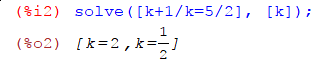 (%i2) solve([k+1/k=5/2], [k]);
(%o2) [k=2,k=1/2]